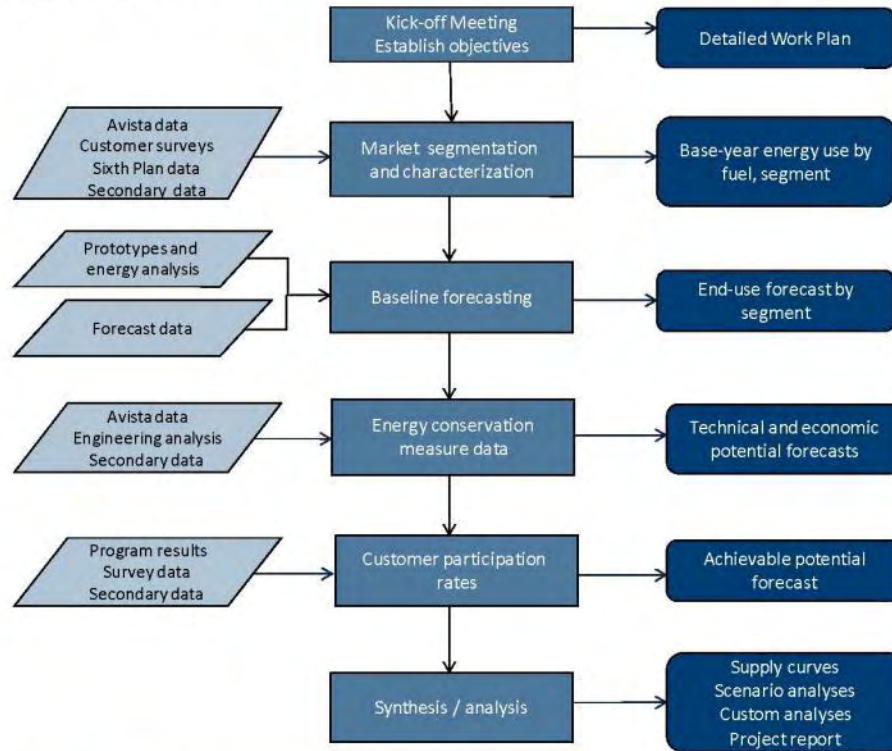 Kick-off Meeting
Establish objectives
Detailed Work Plan
Avista data
Customer surveys
Sixth Plan data
Secondary data
Market segmentation
and characterization
Base-year energy use by
fuel, segment
Prototypes and
energy analysis
Forecast data
Baseline forecasting
End-use forecast by
segment
Avista data
Engineering analysis
Secondary data
Energy conservation
measure data
Technical and economic
potential forecasts
Program results
Survey data
Secondary data
Customer participation
rates
Achievable potential
forecast
Synthesis / analysis
Supply curves
Scenario analyses
Custom analyses
Project report